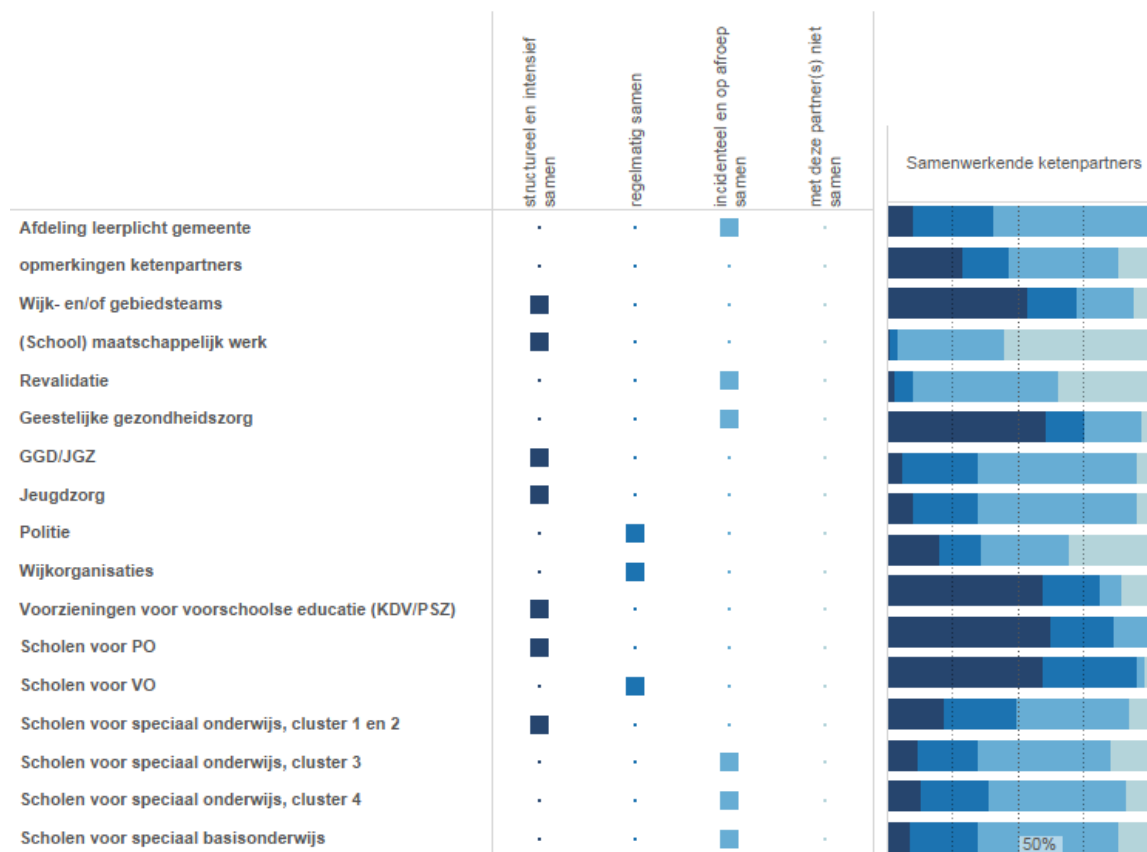 structureel en intensief
samen
regelmatig samen
incidenteel en op afroep
samen
met deze partner(s) niet
samen
Samenwerkende ketenpartners
Afdeling leerplicht gemeente
opmerkingen ketenpartners
Wijk- en/of gebiedsteams
(School) maatschappelijk werk
Revalidatie
Geestelijke gezondheidszorg
GGD/JGZ
Jeugdzorg
Politie
Wijkorganisaties
Voorzieningen voor voorschoolse educatie (KDV/PSZ)
Scholen voor PO
Scholen voor VO
Scholen voor speciaal onderwijs, cluster 1 en 2
Scholen voor speciaal onderwijs, cluster 3
Scholen voor speciaal onderwijs, cluster 4
Scholen voor speciaal basisonderwijs
50%